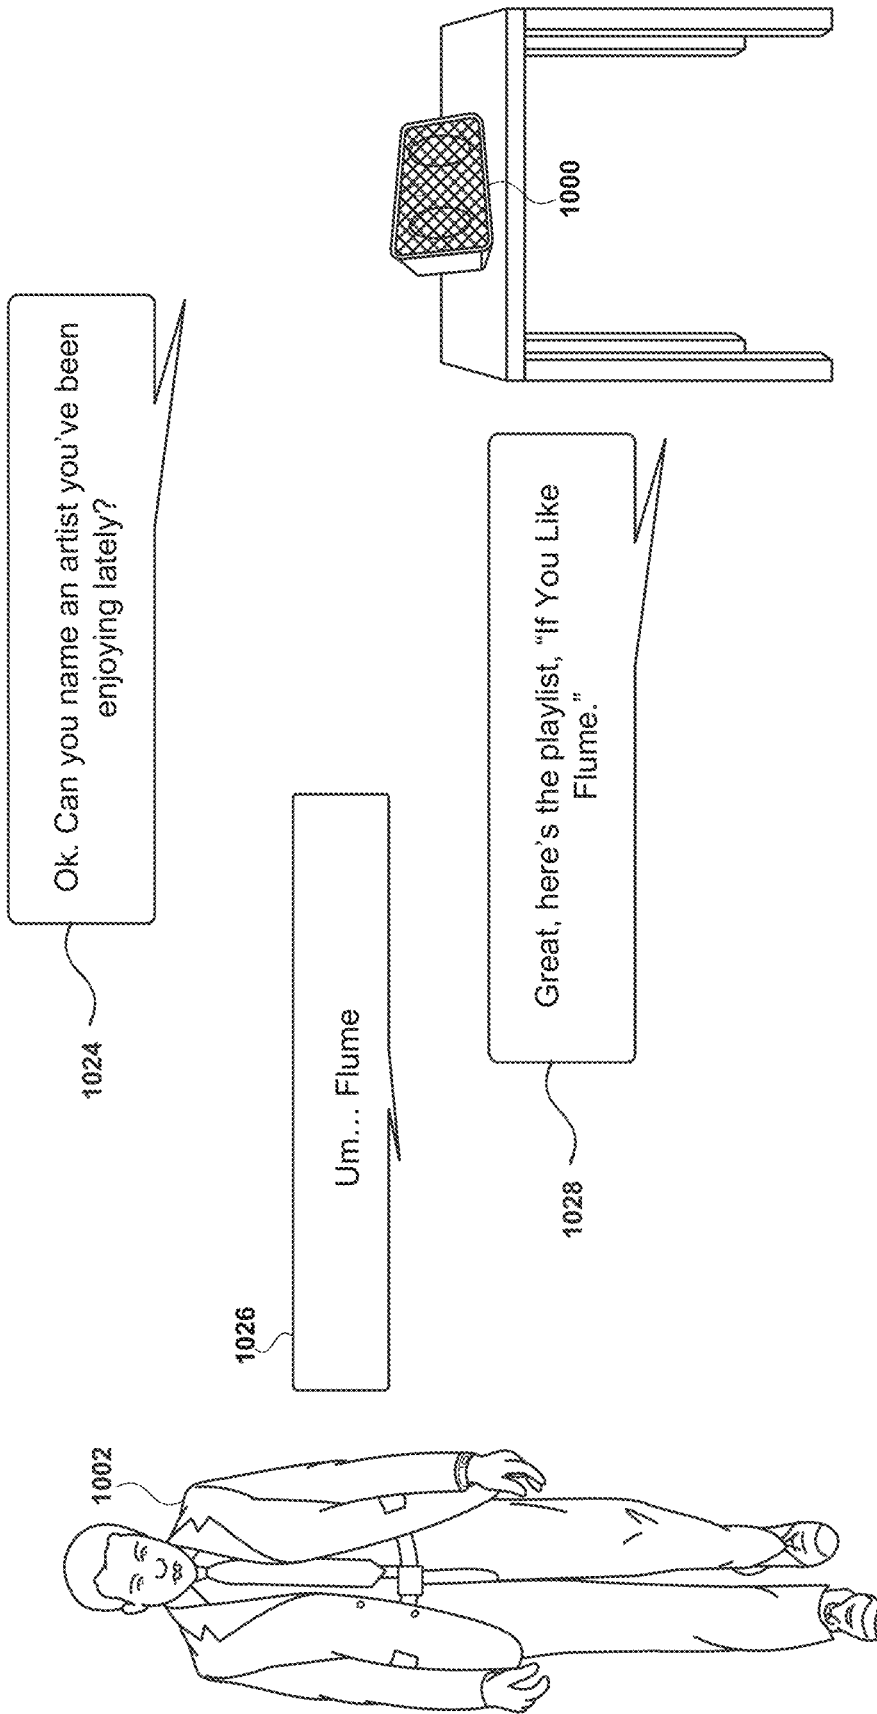 1024
Ok. Can you name an artist you've been
enjoying lately?
1002
1026
Um... Flume
1000
1028
Great, here's the playlist, “If You Like
Flume.”